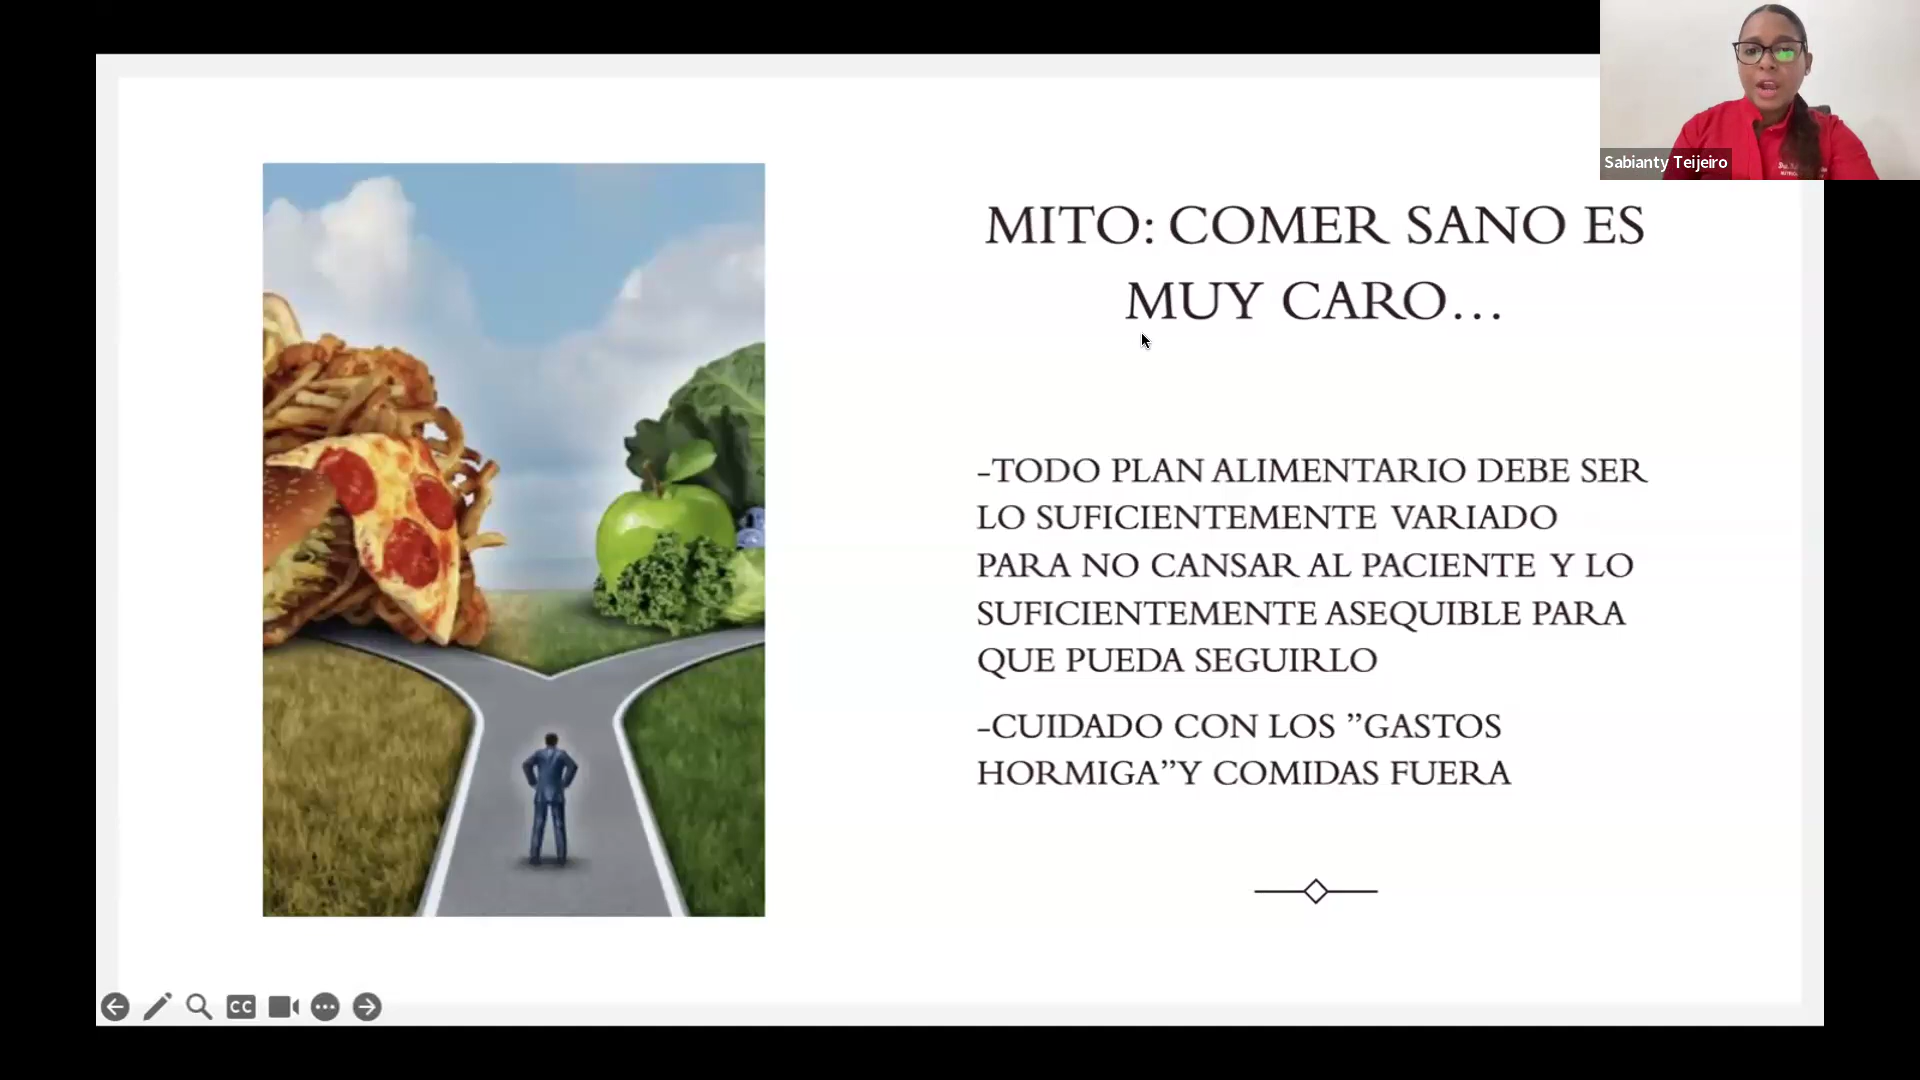 Sabianty Teijeiro
MITO: COMER SANO ES
MUY CARO...
-TODO PLAN ALIMENTARIO DEBE SER
LO SUFICIENTEMENTE VARIADO
PARA NO CANSAR AL PACIENTE Y LO
SUFICIENTEMENTE ASEQUIBLE PARA
QUE PUEDA SEGUIRLO
-CUIDADO CON LOS ”GASTOS
HORMIGA”Y COMIDAS FUERA
CC